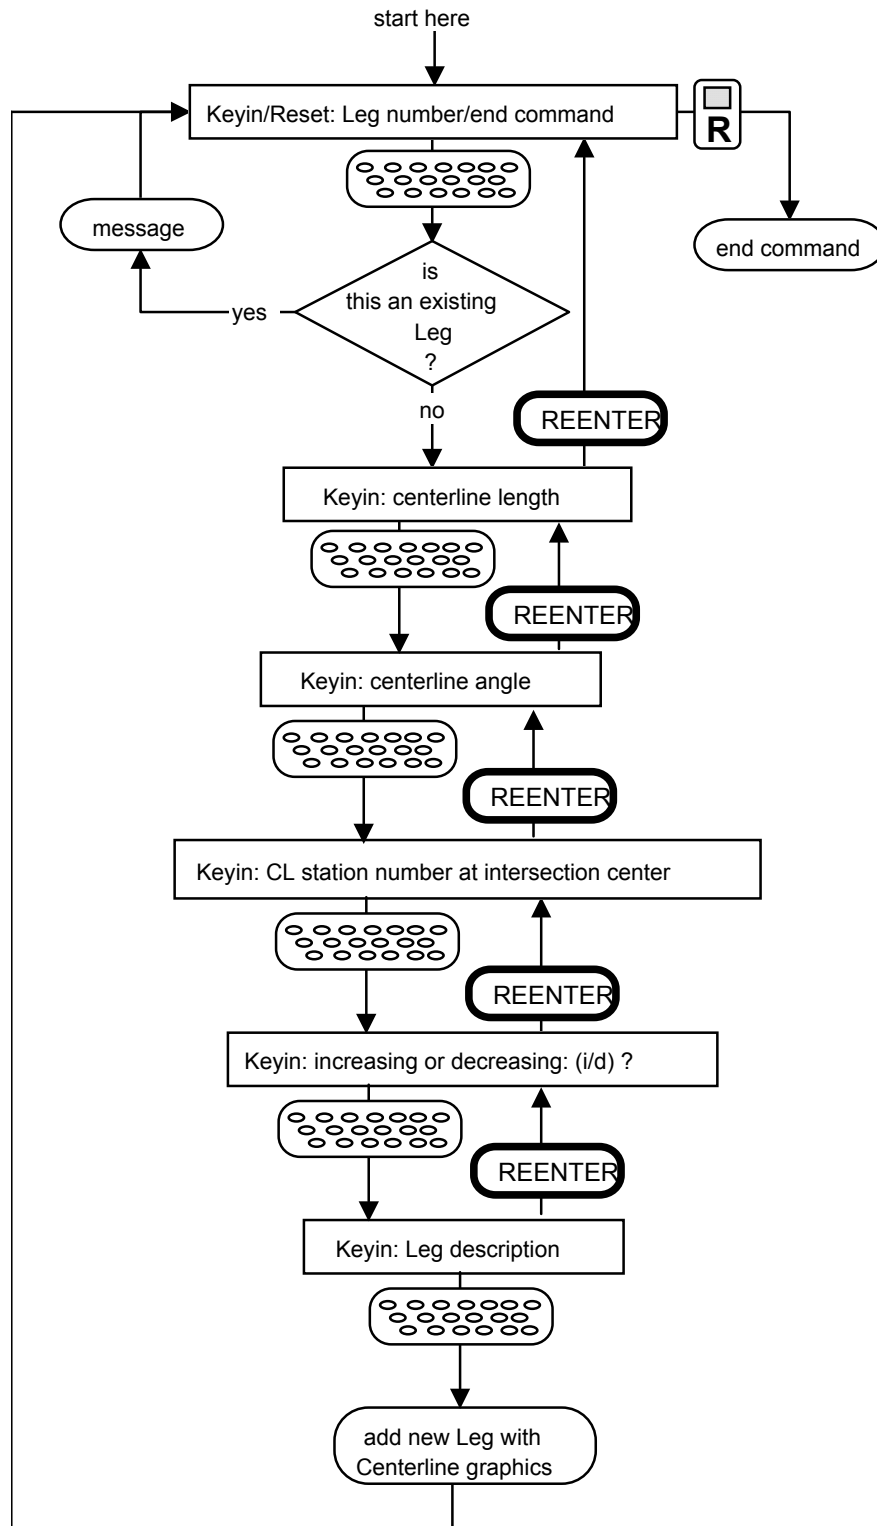 start here
Keyin/Reset: Leg number/end command
R
message
end command
is
this an existing
Leg
?
yes
no
REENTER
Keyin: centerline length
REENTER
Keyin: centerline angle
REENTER
Keyin: CL station number at intersection center
REENTER
Keyin: increasing or decreasing: (i/d) ?
REENTER
Keyin: Leg description
add new Leg with
Centerline graphics